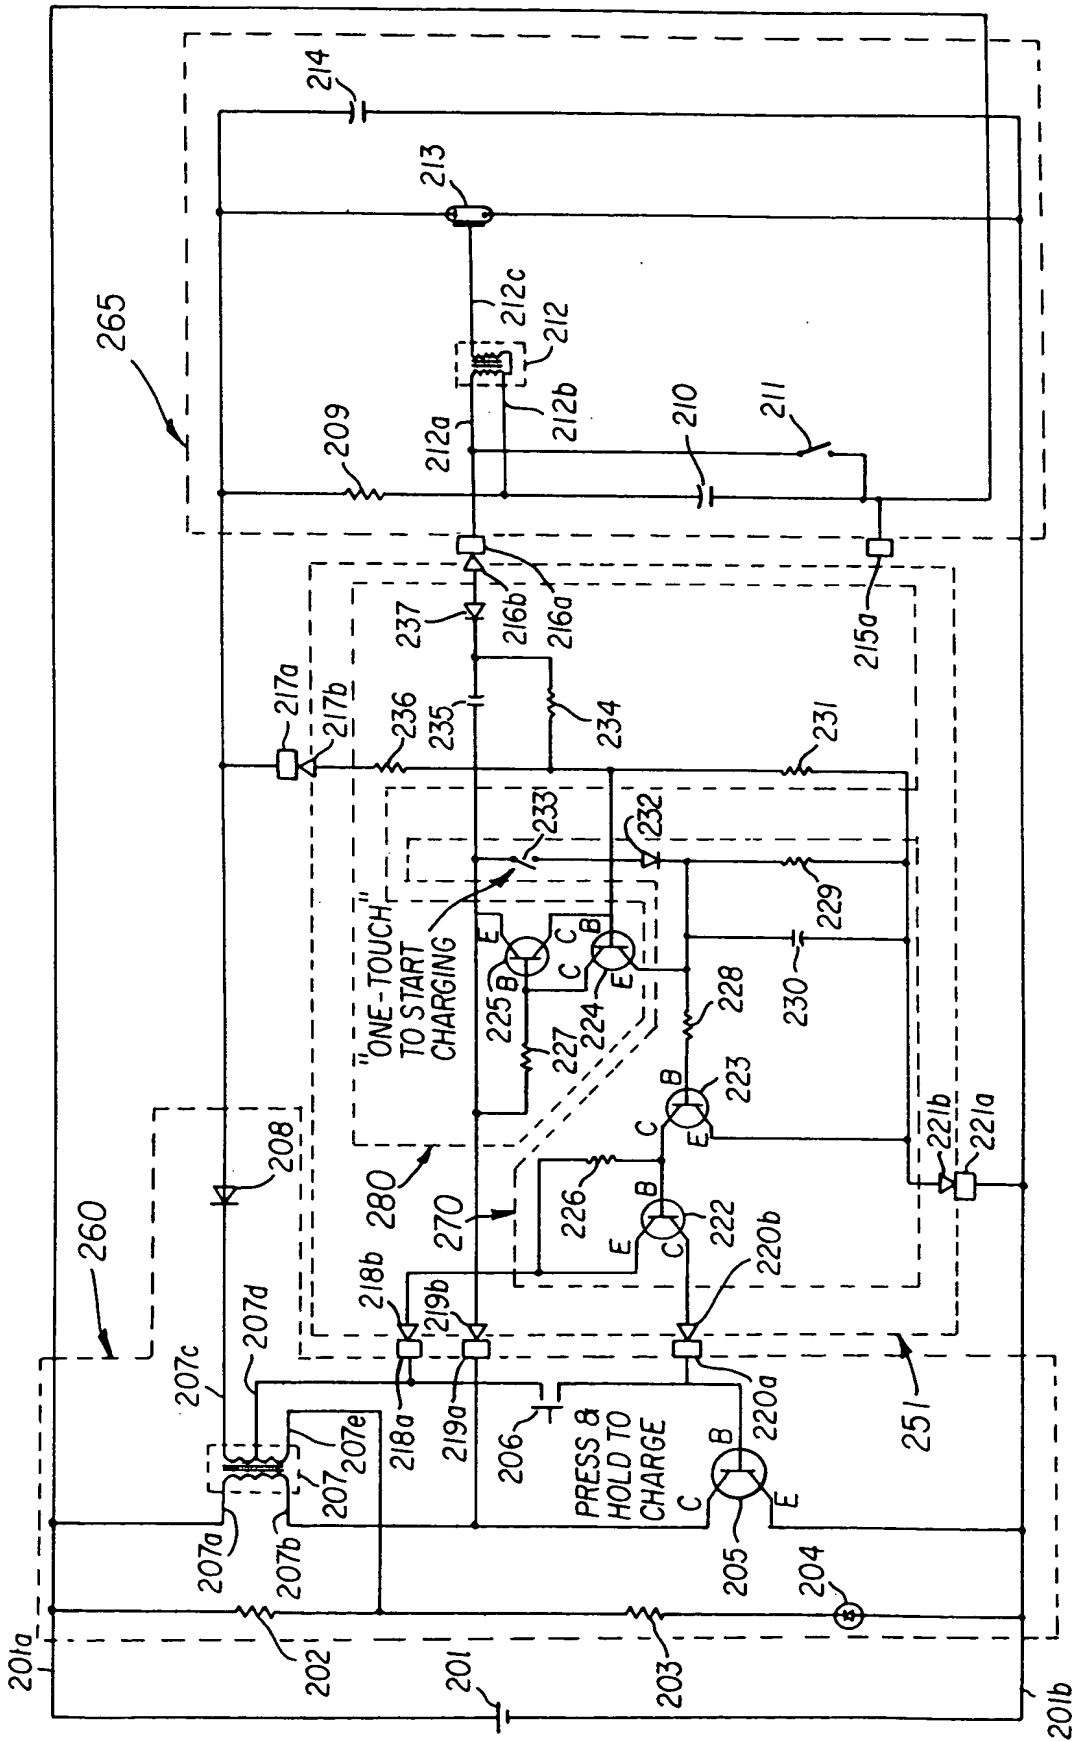 265
214
213
212c
212
212a
212b
209
210
211
216b
216a
237
215a
217a
217b
236
235
234
231
233
232
229
"ONE-TOUCH"
TO START
CHARGING
E
B
C
225
C
B
E
224
227
228
230
B
C
E
223
221b
221a
280
270
226
B
E
C
222
220b
260
208
207d
207c
218b
219b
218a
219a
220a
251
207e
207
206
PRESS &
HOLD TO
CHARGE
B
C
E
205
207a
207b
204
201a
202
201
203
201b